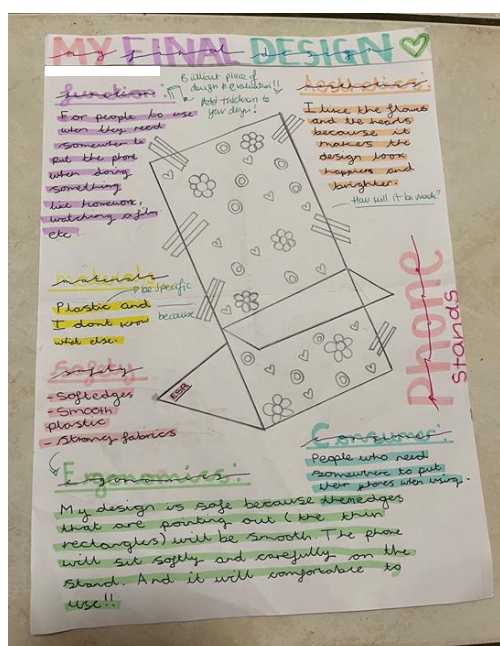 MY FINAL DESIGN
my final design
function:
For people to use
when they need
somewher to
put the phone
when doing
something
like homework,
watching a film
etc
Brilliant piece of
design & evaluation!!
Add thickness to
your design!
Aesthetics:
I like the flowers
and the hearts
because it
makes the
design look
happier and
brighter.
How will it be made?
materials
be specific
Plastic and
I dont know
what else.
because
Safety
- Soft edges
- Smooth
plastic
- Strong fabrics
ESR
Phone
Stands
Consumer:
People who need
somewhere to put
their phones when using.
Ergonomics:
My design is safe because the edges
that are pointing out (the thin
rectangles) will be smooth. The phone
will sit softly and carefully on the
stand. And it will comfortable to
use!!